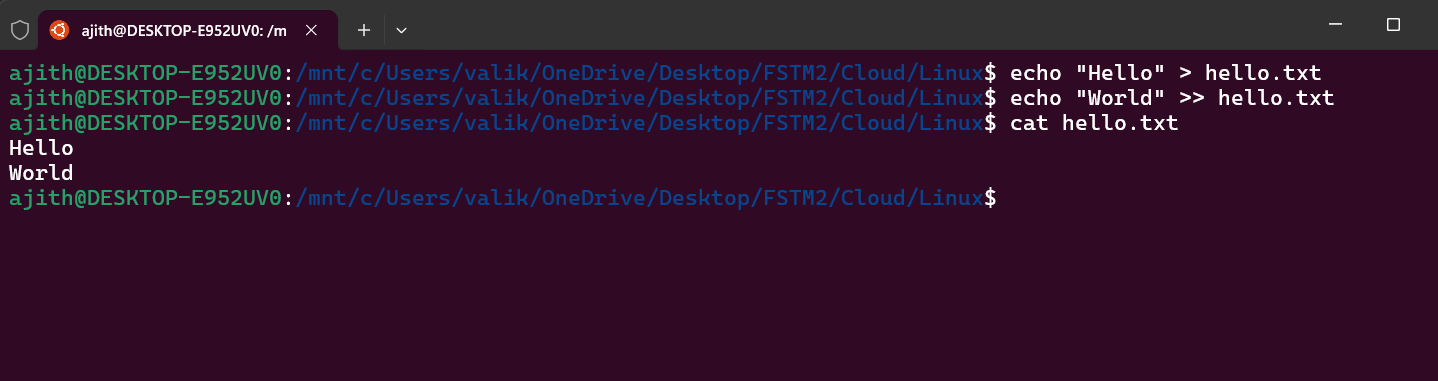 ajith@DESKTOP-E952UV0: /m
ajith@DESKTOP-E952UV0:/mnt/c/Users/valik/OneDrive/Desktop/FSTM2/Cloud/Linux$ echo "Hello" > hello.txt
ajith@DESKTOP-E952UV0:/mnt/c/Users/valik/OneDrive/Desktop/FSTM2/Cloud/Linux$ echo "World" >> hello.txt
ajith@DESKTOP-E952UV0:/mnt/c/Users/valik/OneDrive/Desktop/FSTM2/Cloud/Linux$ cat hello.txt
Hello
World
ajith@DESKTOP-E952UV0:/mnt/c/Users/valik/OneDrive/Desktop/FSTM2/Cloud/Linux$